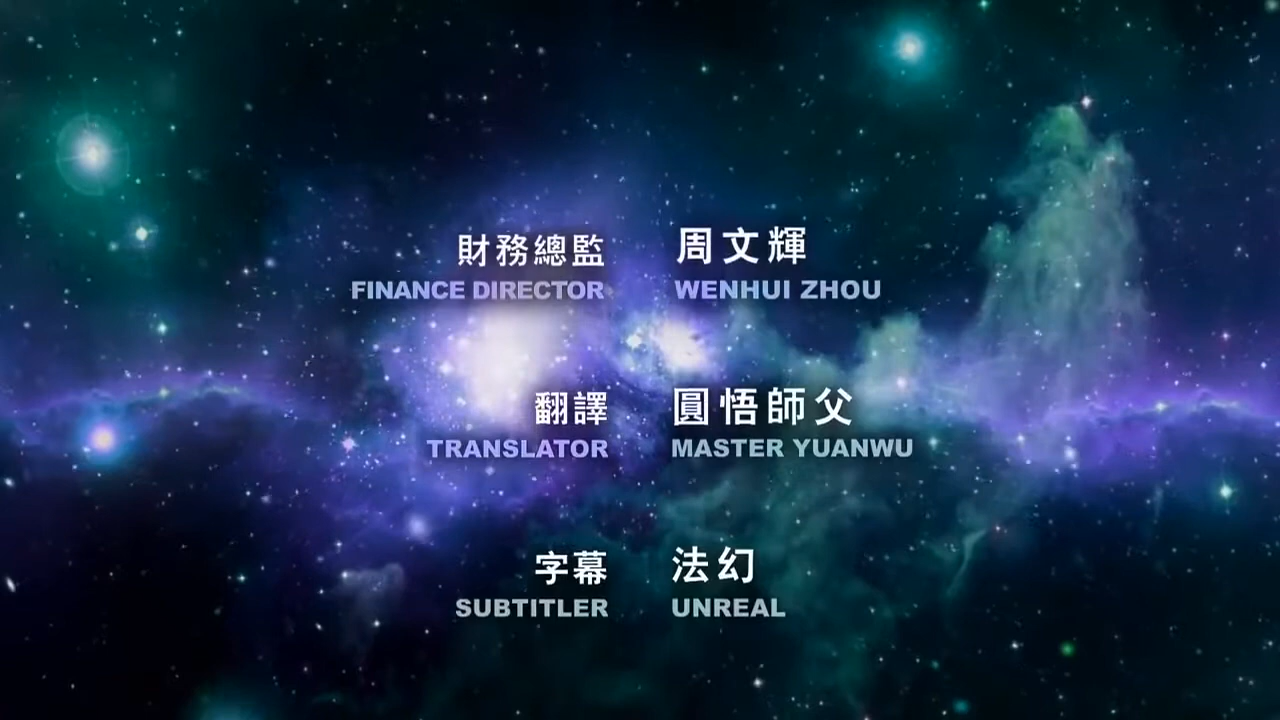 財務總監 周文輝
FINANCE DIRECTOR WENHUI ZHOU
翻譯 圓悟師父
TRANSLATOR MASTER YUANWU
字幕 法幻
SUBTITLER UNREAL